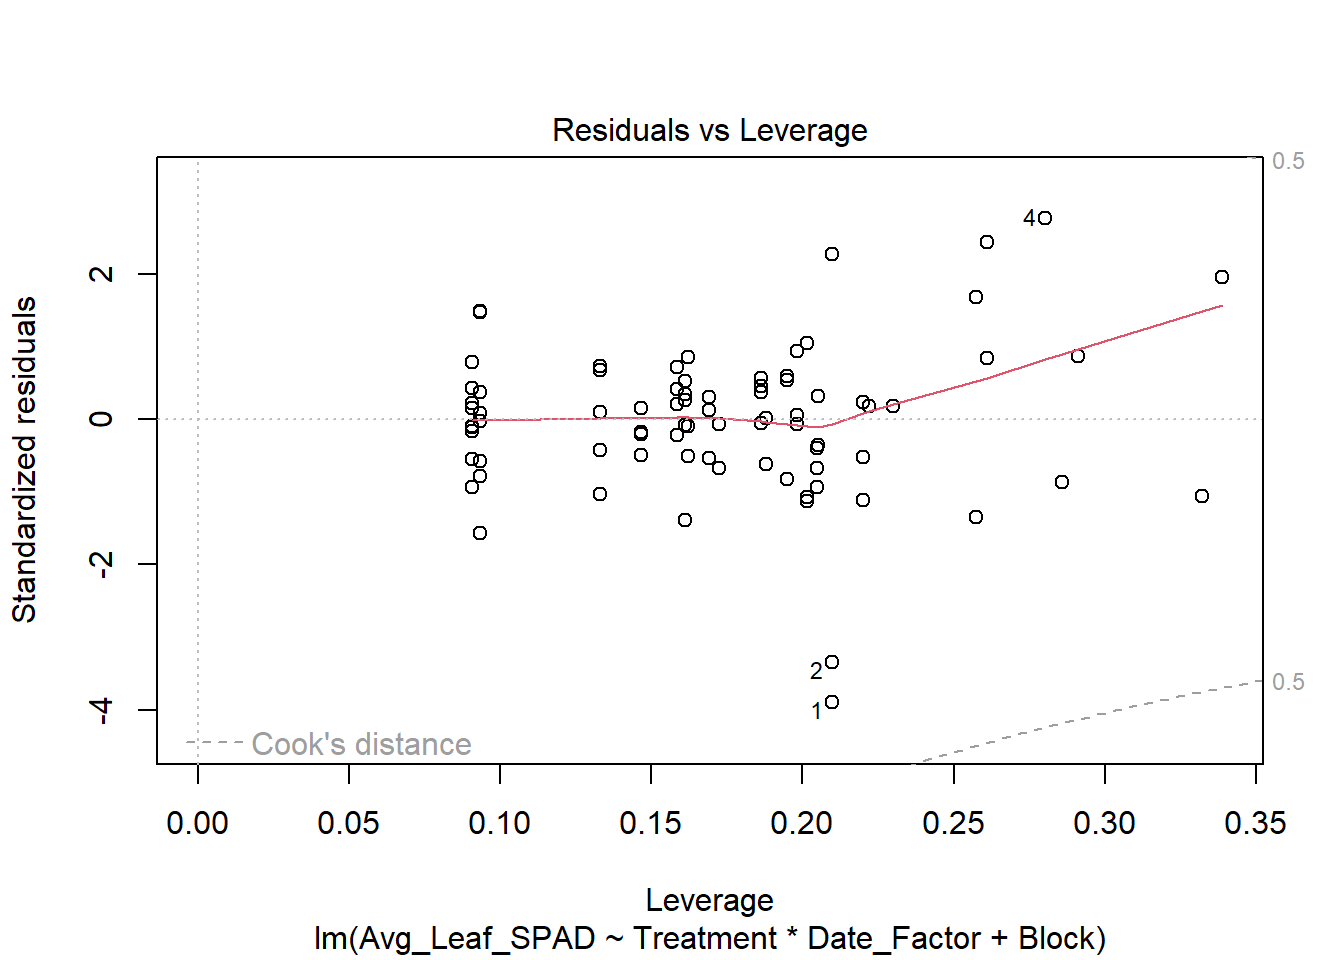 Residuals vs Leverage
Standardized residuals
2
0
-2
-4
0.5
0.5
4
2
1
Cook's distance
0.00 0.05 0.10 0.15 0.20 0.25 0.30 0.35
Leverage
lm(Avg_Leaf_SPAD ~ Treatment * Date_Factor + Block)